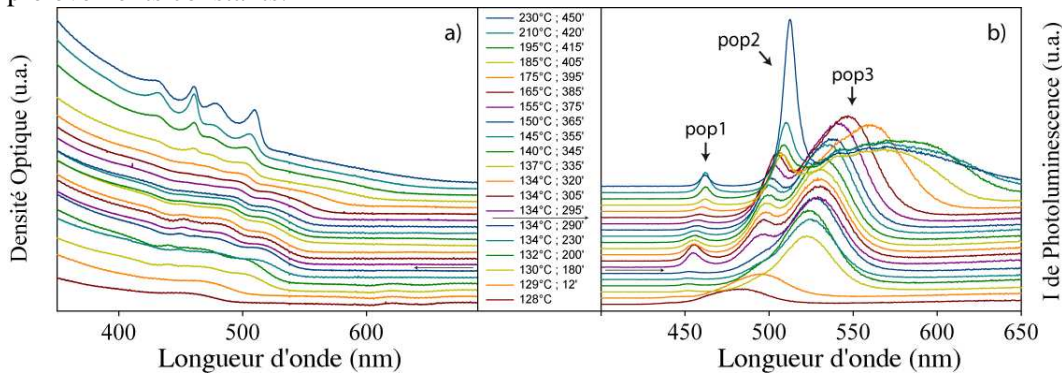 prélèvements constants.
a)
b)
Densité Optique (u.a.)
I de Photoluminescence (u.a.)
230°C ; 450'
210°C ; 420'
195°C ; 415'
185°C ; 405'
175°C ; 395'
165°C ; 385'
155°C ; 375'
150°C ; 365'
145°C ; 355'
140°C ; 345'
137°C ; 335'
134°C ; 320'
134°C ; 305'
134°C ; 295'
134°C ; 290'
134°C ; 230'
132°C ; 200'
130°C ; 180'
129°C ; 12'
128°C
pop1
pop2
pop3
400 500 600
450 500 550 600 650
Longueur d'onde (nm)
Longueur d'onde (nm)